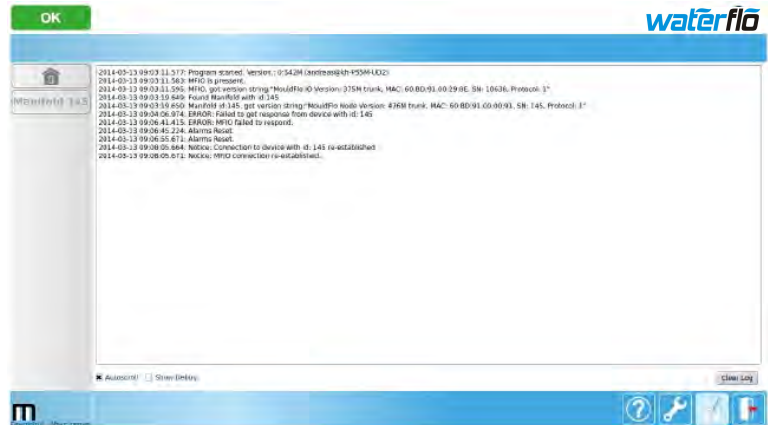 OK
waterflo
Manifold 145
2014-03-13 09:03:11.577: Program started. Version.: 0:542M (andreas@kh-P55M-UD2)
2014-03-13 09:03:11.583: MFIO is pressent.
2014-03-13 09:03:11.595: MFIO, got version string:"MouldFlo IO Version: 375M trunk, MAC: 60:BD:91:00:29:8E, SN: 10636, Protocol: 1"
2014-03-13 09:03:19.649: Found Manifold with id:145
2014-03-13 09:03:19.650: Manifold id:145, got version string:"MouldFlo Node Version: 436M trunk, MAC: 60:BD:91:00:00:91, SN: 145, Protocol: 1"
2014-03-13 09:04:06.974: ERROR: Failed to get response from device with id: 145
2014-03-13 09:06:41.415: ERROR: MFIO failed to respond.
2014-03-13 09:06:45.224: Alarms Reset.
2014-03-13 09:06:55.671: Alarms Reset.
2014-03-13 09:08:05.664: Notice: Connection to device with id: 145 re-established
2014-03-13 09:08:05.671: Notice: MFIO connection re-established.
Autoscroll
Show Debug
Clear Log
m